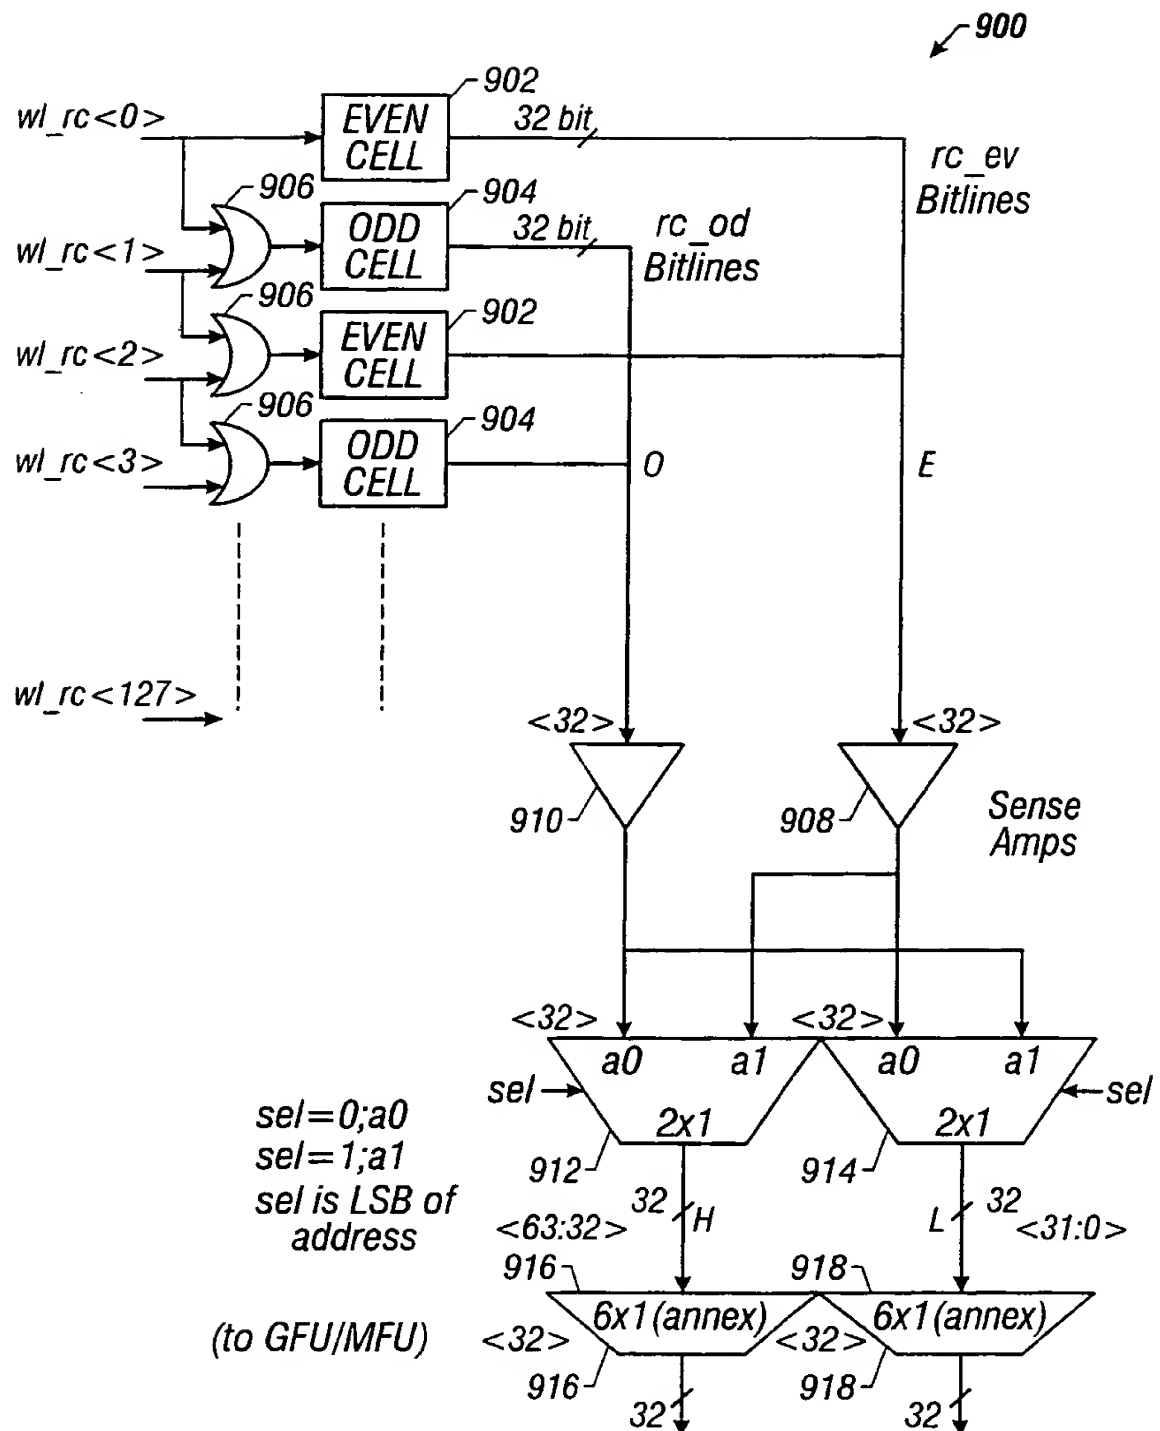 900
902
wl_rc<0>
EVEN
CELL
32 bit
rc_ev
Bitlines
906
904
wl_rc<1>
ODD
CELL
32 bit
rc_od
Bitlines
906
902
wl_rc<2>
EVEN
CELL
906
904
wl_rc<3>
ODD
CELL
O
E
wl_rc<127>
<32>
<32>
910
908
Sense
Amps
<32>
<32>
a0
a1
a0
a1
sel
sel
2x1
2x1
sel=0;a0
sel=1;a1
sel is LSB of
address
912
914
32
H
<63:32>
L
32
<31:0>
916
918
6x1(annex)
6x1(annex)
(to GFU/MFU)
<32>
<32>
916
918
32
32